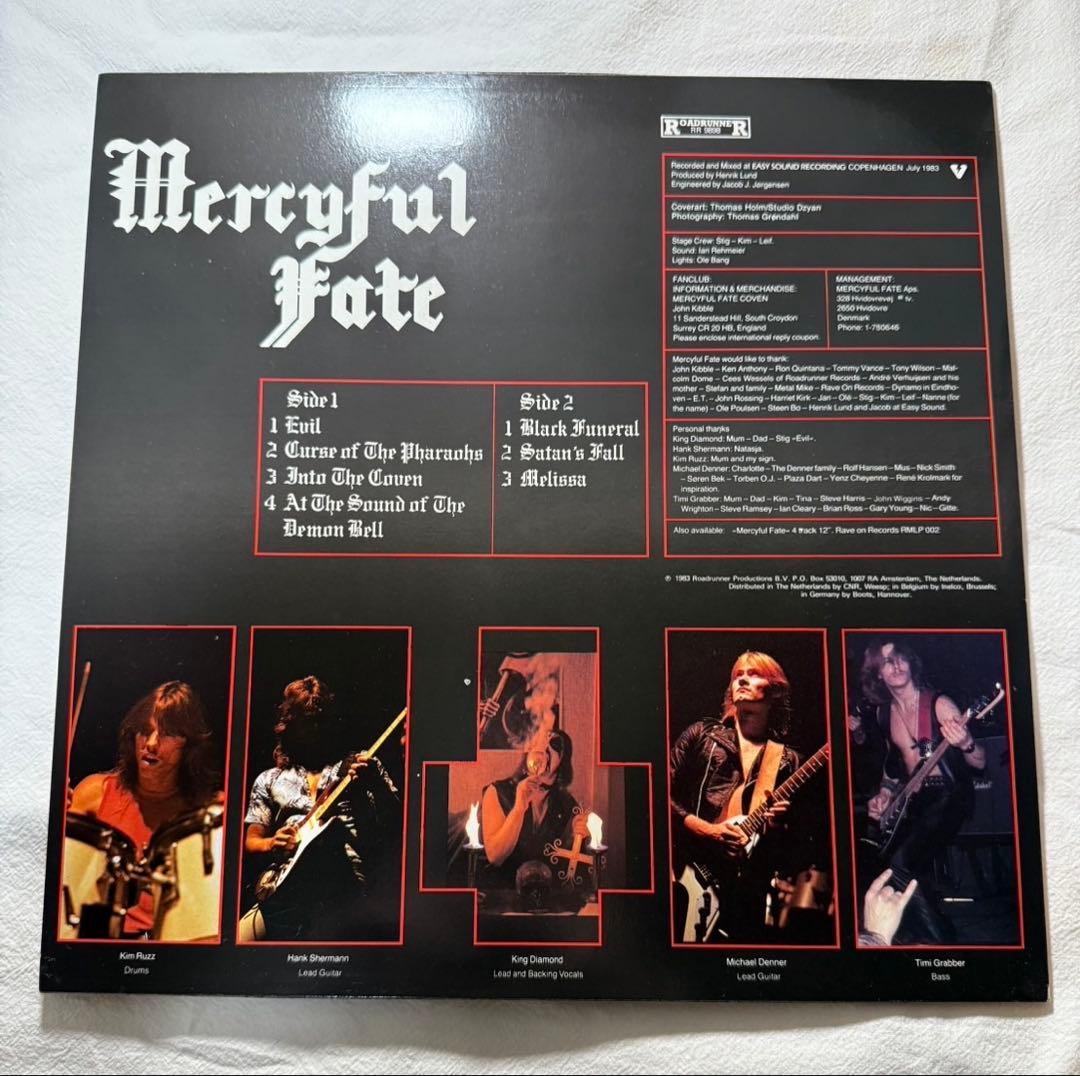 Mercyful
Fate
Side 1
1 Evil
2 Curse of The Pharaohs
3 Into The Coven
4 At The Sound of The
Demon Bell
Side 2
1 Black Funeral
2 Satan's Fall
3 Melissa
ROADRUNNER
RR 9898
Recorded and Mixed at EASY SOUND RECORDING COPENHAGEN July 1983
Produced by Henrik Lund
Engineered by Jacob J. Jørgensen
Coverart: Thomas Holm/Studio Dzyan
Photography: Thomas Grøndahl
Stage Crew: Stig – Kim – Leif.
Sound: Ian Rehmeier
Lights: Ole Bang
FANCLUB:
INFORMATION & MERCHANDISE:
MERCYFUL FATE COVEN
John Kibble
11 Sanderstead Hill, South Croydon
Surrey CR 20 HB, England
Please enclose international reply coupon.
MANAGEMENT:
MERCYFUL FATE Aps.
328 Hvidovrevej tv.
2650 Hvidovre
Denmark
Phone: 1-780646
Mercyful Fate would like to thank:
John Kibble – Ken Anthony – Ron Quintana – Tommy Vance – Tony Wilson – Mal-
colm Dome – Cees Wessels of Roadrunner Records – André Verhuijsen and his
mother – Stefan and family – Metal Mike – Rave On Records – Dynamo in Eindho-
ven – E.T. – John Rossing – Harriet Kirk – Jan – Olé – Stig – Kim – Leif – Nanne (for
the name) – Ole Poulsen – Steen Bo – Henrik Lund and Jacob at Easy Sound.
Personal thanks
King Diamond: Mum – Dad – Stig »Evil«.
Hank Shermann: Natasja.
Kim Ruzz: Mum and my sign.
Michael Denner: Charlotte – The Denner family – Rolf Hansen – Mus – Nick Smith
– Søren Bek – Torben O.J. – Plaza Dart – Yenz Cheyenne – René Krolmark for
inspiration.
Timi Grabber: Mum – Dad – Kim – Tina – Steve Harris – John Wiggins – Andy
Wrighton – Steve Ramsey – Ian Cleary – Brian Ross – Gary Young – Nic – Gitte.
Also available: »Mercyful Fate« 4 track 12". Rave on Records RMLP 002
℗ 1983 Roadrunner Productions B.V. P.O. Box 53010, 1007 RA Amsterdam, The Netherlands.
Distributed in The Netherlands by CNR, Weesp; in Belgium by Inelco, Brussels;
in Germany by Boots, Hannover.
Kim Ruzz
Drums
Hank Shermann
Lead Guitar
King Diamond
Lead and Backing Vocals
Michael Denner
Lead Guitar
Timi Grabber
Bass